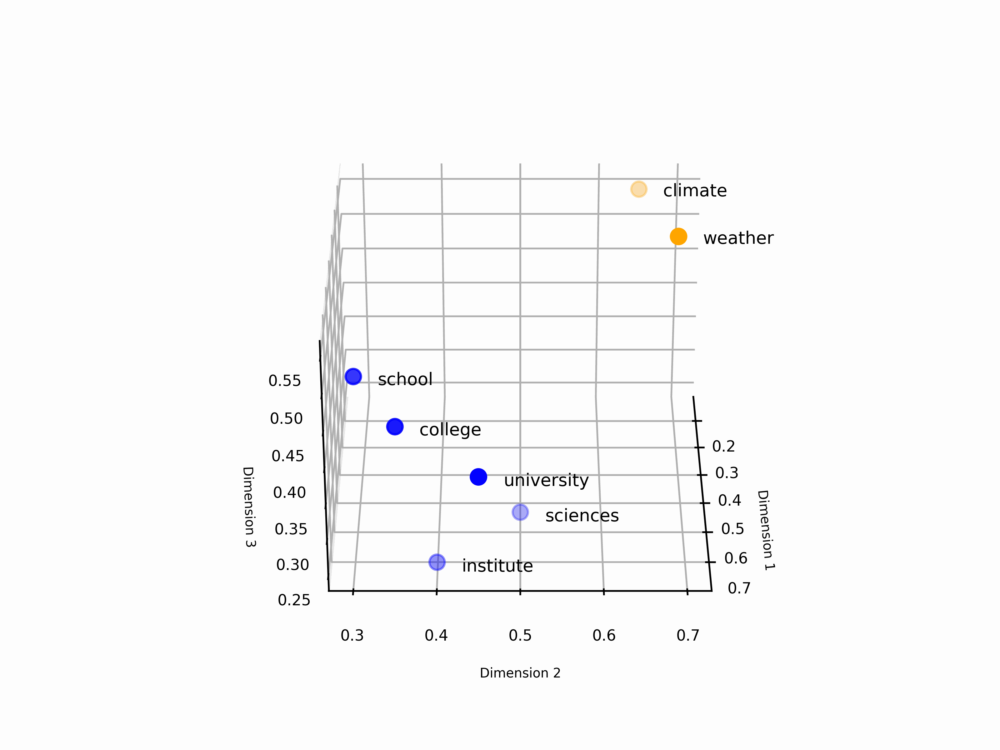 climate
weather
school
college
university
sciences
institute
0.55
0.50
0.45
0.40
0.35
0.30
0.25
Dimension 3
0.2
0.3
0.4
0.5
0.6
0.7
Dimension 1
0.3 0.4 0.5 0.6 0.7
Dimension 2